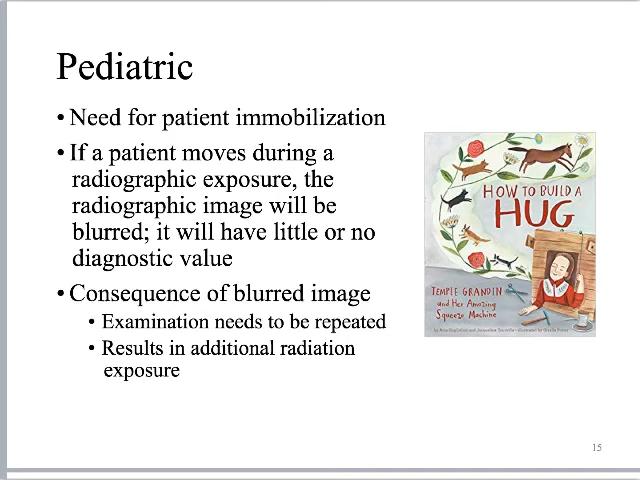 Pediatric
• Need for patient immobilization
• If a patient moves during a
radiographic exposure, the
radiographic image will be
blurred; it will have little or no
diagnostic value
• Consequence of blurred image
• Examination needs to be repeated
• Results in additional radiation
exposure
HOW TO BUILD A
HUG
TEMPLE GRANDIN
and Her Amazing
Squeeze Machine
15